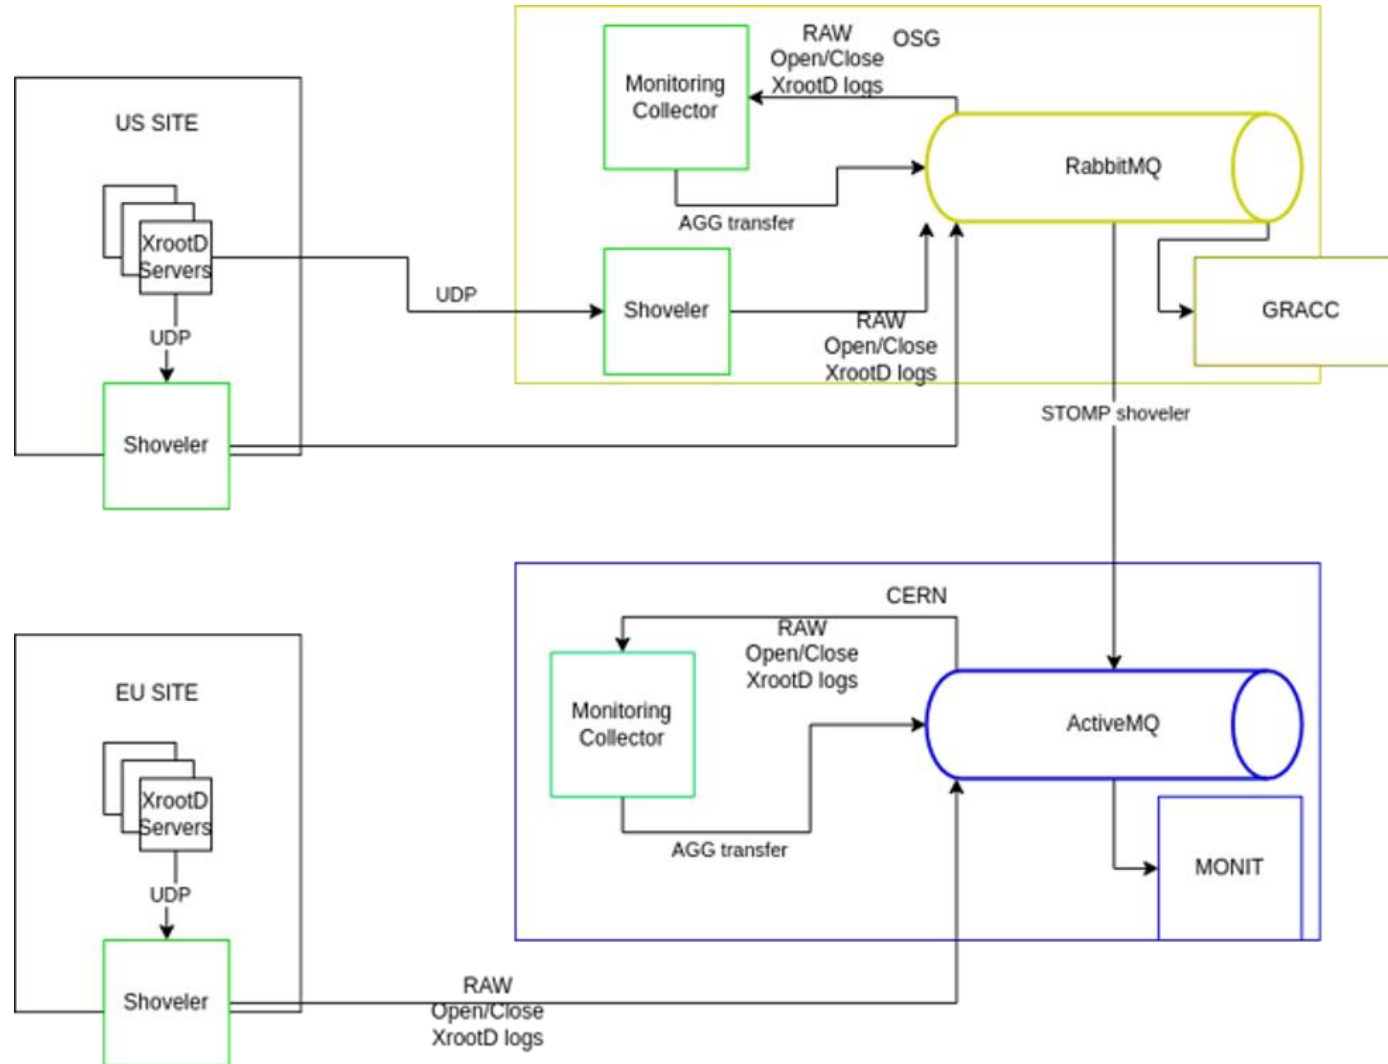 RAW
Open/Close
XrootD logs
OSG
Monitoring
Collector
US SITE
RabbitMQ
AGG transfer
XrootD
Servers
UDP
Shoveler
GRACC
RAW
Open/Close
XrootD logs
UDP
STOMP shoveler
Shoveler
CERN
RAW
Open/Close
XrootD logs
EU SITE
Monitoring
Collector
ActiveMQ
XrootD
Servers
AGG transfer
MONIT
UDP
Shoveler
RAW
Open/Close
XrootD logs